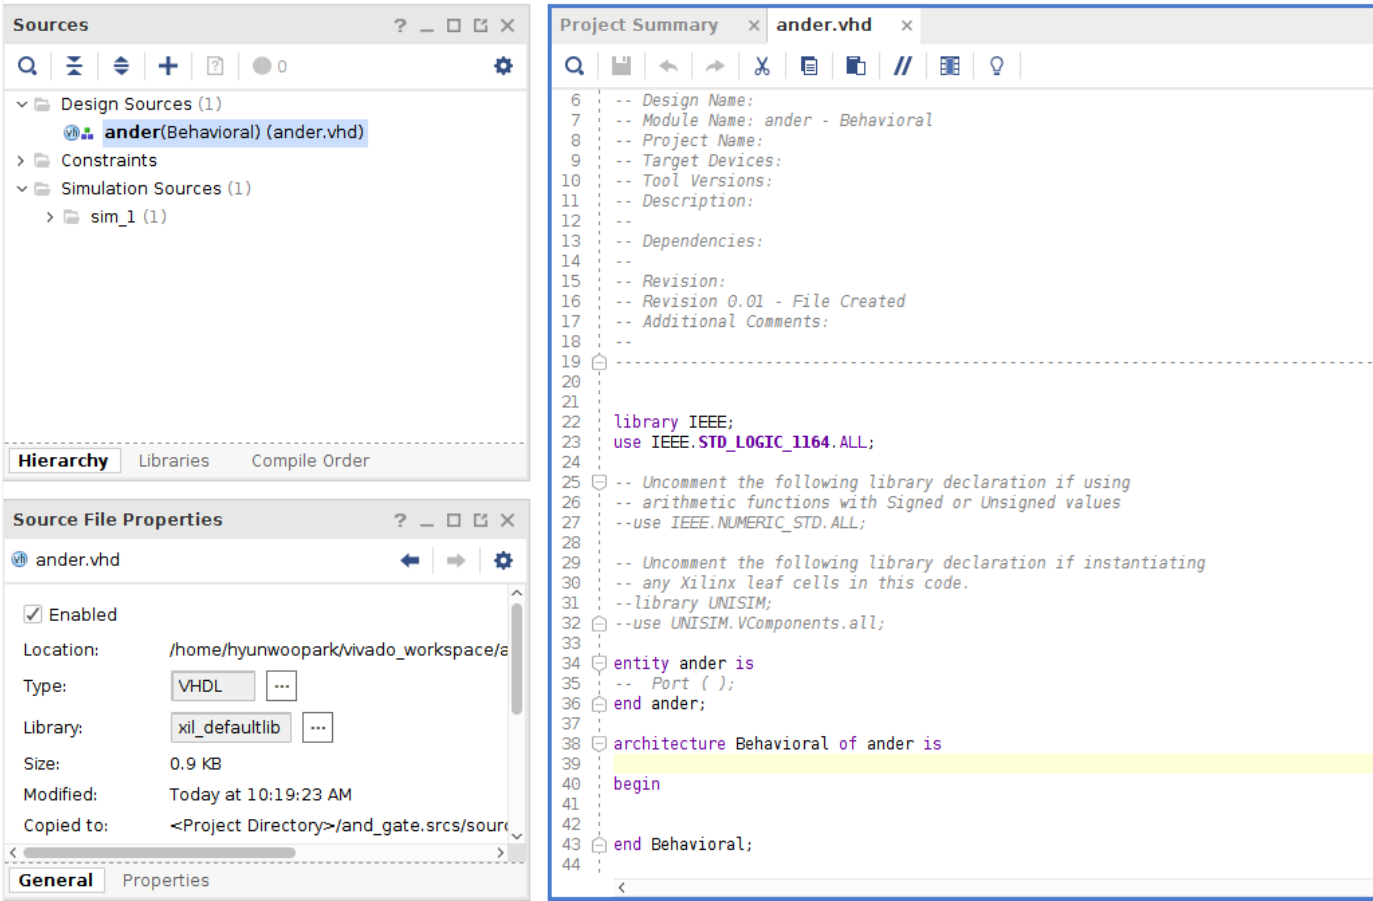 Sources
?
0
Design Sources (1)
vh ander(Behavioral) (ander.vhd)
Constraints
Simulation Sources (1)
sim_1 (1)
Hierarchy Libraries Compile Order
Source File Properties
?
vh ander.vhd
Enabled
Location: /home/hyunwoopark/vivado_workspace/a
Type: VHDL ...
Library: xil_defaultlib ...
Size: 0.9 KB
Modified: Today at 10:19:23 AM
Copied to: <Project Directory>/and_gate.srcs/sourc
General Properties
Project Summary × ander.vhd ×
//
6 -- Design Name:
7 -- Module Name: ander - Behavioral
8 -- Project Name:
9 -- Target Devices:
10 -- Tool Versions:
11 -- Description:
12 --
13 -- Dependencies:
14 --
15 -- Revision:
16 -- Revision 0.01 - File Created
17 -- Additional Comments:
18 --
19 ----------------------------------------------------------------------------------
20
21
22 library IEEE;
23 use IEEE.STD_LOGIC_1164.ALL;
24
25 -- Uncomment the following library declaration if using
26 -- arithmetic functions with Signed or Unsigned values
27 --use IEEE.NUMERIC_STD.ALL;
28
29 -- Uncomment the following library declaration if instantiating
30 -- any Xilinx leaf cells in this code.
31 --library UNISIM;
32 --use UNISIM.VComponents.all;
33
34 entity ander is
35 --  Port ( );
36 end ander;
37
38 architecture Behavioral of ander is
39
40 begin
41
42
43 end Behavioral;
44